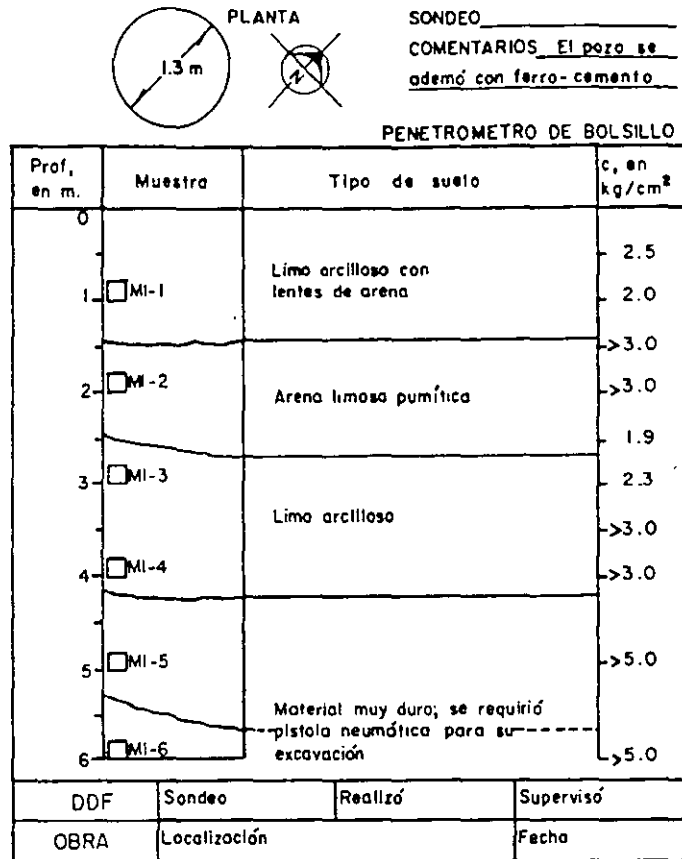 PLANTA
1.3 m
N
SONDEO
COMENTARIOS El pozo se
ademó con ferro-cemento
PENETROMETRO DE BOLSILLO
Prof, en m.
Muestra
Tipo de suelo
c, en kg/cm²
0
2.5
Limo arcilloso con
lentes de arena
1
MI-1
2.0
>3.0
2
MI-2
Arena limosa pumítica
>3.0
1.9
3
MI-3
2.3
Limo arcilloso
>3.0
4
MI-4
>3.0
5
MI-5
>5.0
Material muy duro; se requirió
pistola neumática para su
excavación
6
MI-6
>5.0
DDF
Sondeo
Realizó
Supervisó
OBRA
Localización
Fecha